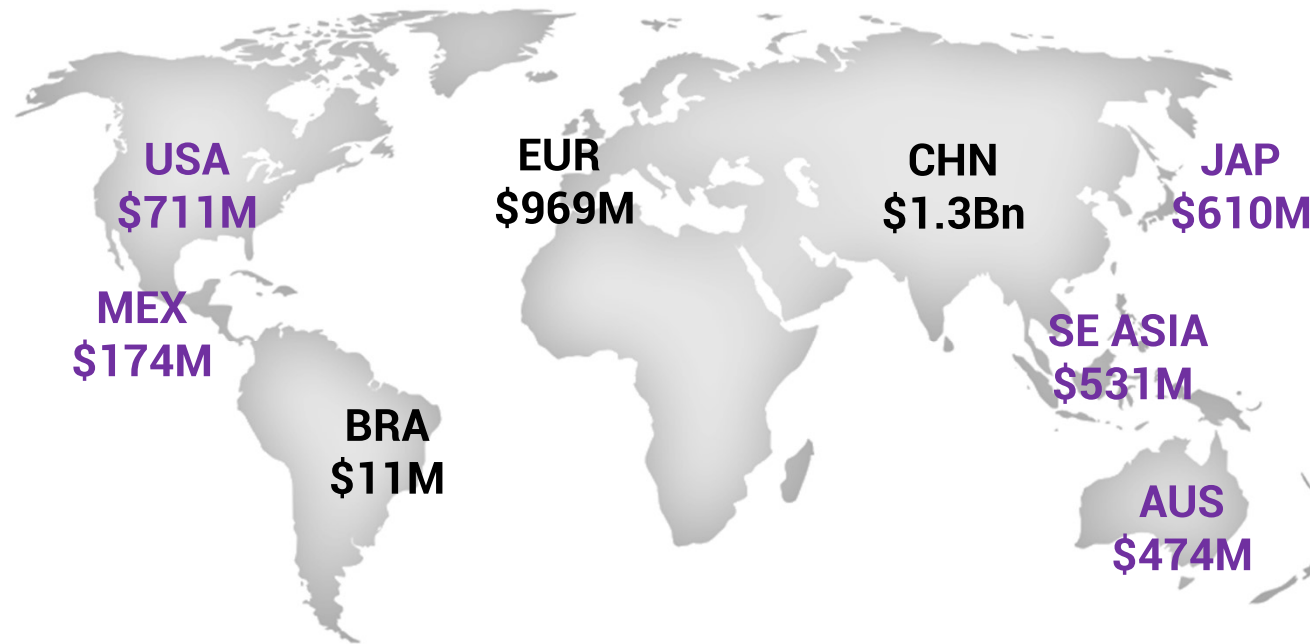 USA
$711M
EUR
$969M
CHN
$1.3Bn
JAP
$610M
MEX
$174M
SE ASIA
$531M
BRA
$11M
AUS
$474M